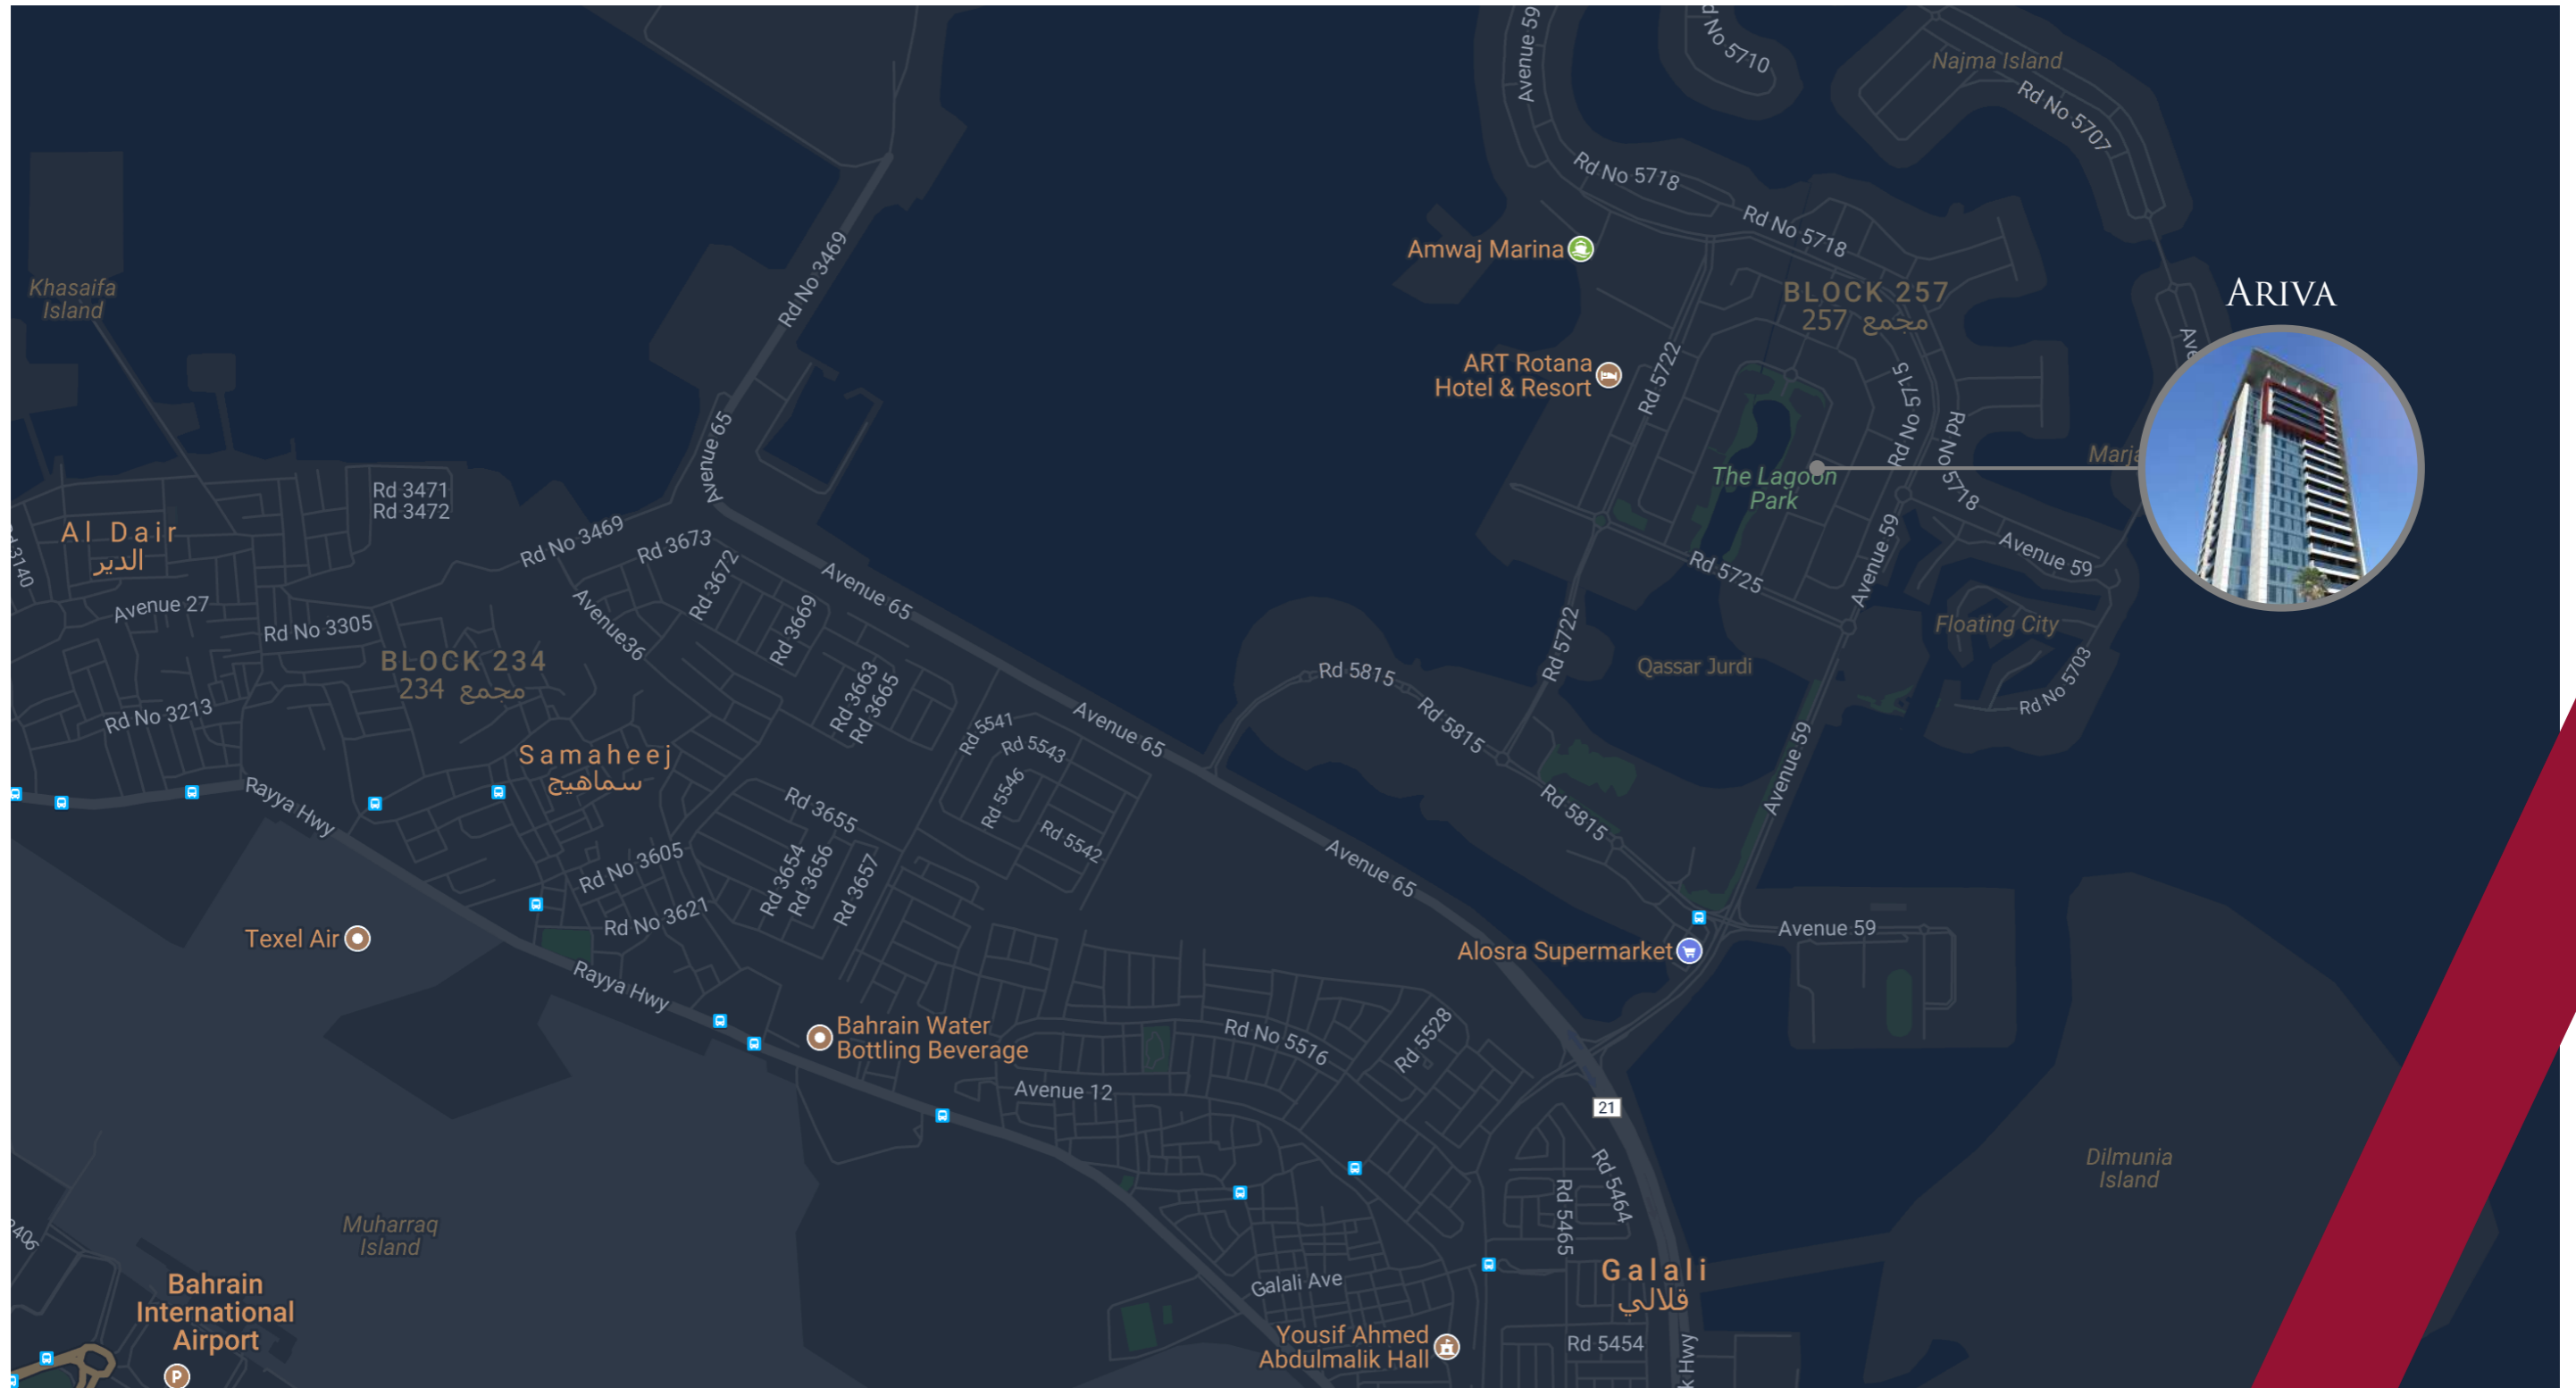 Avenue 59
Rd No 5710
Najma Island
Rd No 5707
Rd No 5718
Rd No 5718
Amwaj Marina
Rd No 3469
Khasaifa
Island
BLOCK 257
مجمع 257
ARIVA
ART Rotana
Hotel & Resort
Rd 5722
Rd No 5715
Rd No 5718
Avenue 65
The Lagoon
Park
Rd 3471
Rd 3472
Al Dair
الدير
Rd No 3469
Rd 3673
Rd 3672
Avenue 65
Rd 5725
Avenue 59
Avenue 59
Avenue 27
Rd No 3305
Avenue36
Rd 3669
Rd 5722
Floating City
BLOCK 234
مجمع 234
Rd 3663
Rd 3665
Rd 5815
Qassar Jurdi
Rd No 5703
Rd No 3213
Rd 5541
Rd 5543
Avenue 65
Rd 5815
Samaheej
سماهيج
Rd 5546
Avenue 59
Rayya Hwy
Rd 3655
Rd 5542
Rd 5815
Rd No 3605
Rd 3654
Rd 3656
Rd 3657
Avenue 65
Rd No 3621
Texel Air
Avenue 59
Alosra Supermarket
Rayya Hwy
Bahrain Water
Bottling Beverage
Rd No 5516
Rd 5528
Avenue 12
21
Dilmunia
Island
Rd 5464
Rd 5465
Muharraq
Island
Galali
قلالي
Galali Ave
Bahrain
International
Airport
P
Yousif Ahmed
Abdulmalik Hall
Rd 5454
Hwy